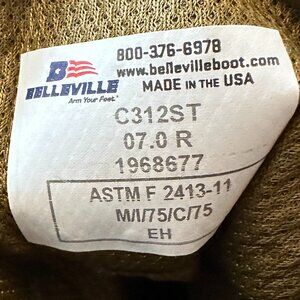 800-376-6978
BELLEVILLE
Arm Your Feet.
www.bellevilleboot.com
MADE IN THE USA
C312ST
07.0 R
1968677
ASTM F 2413-11
M/I/75/C/75
EH